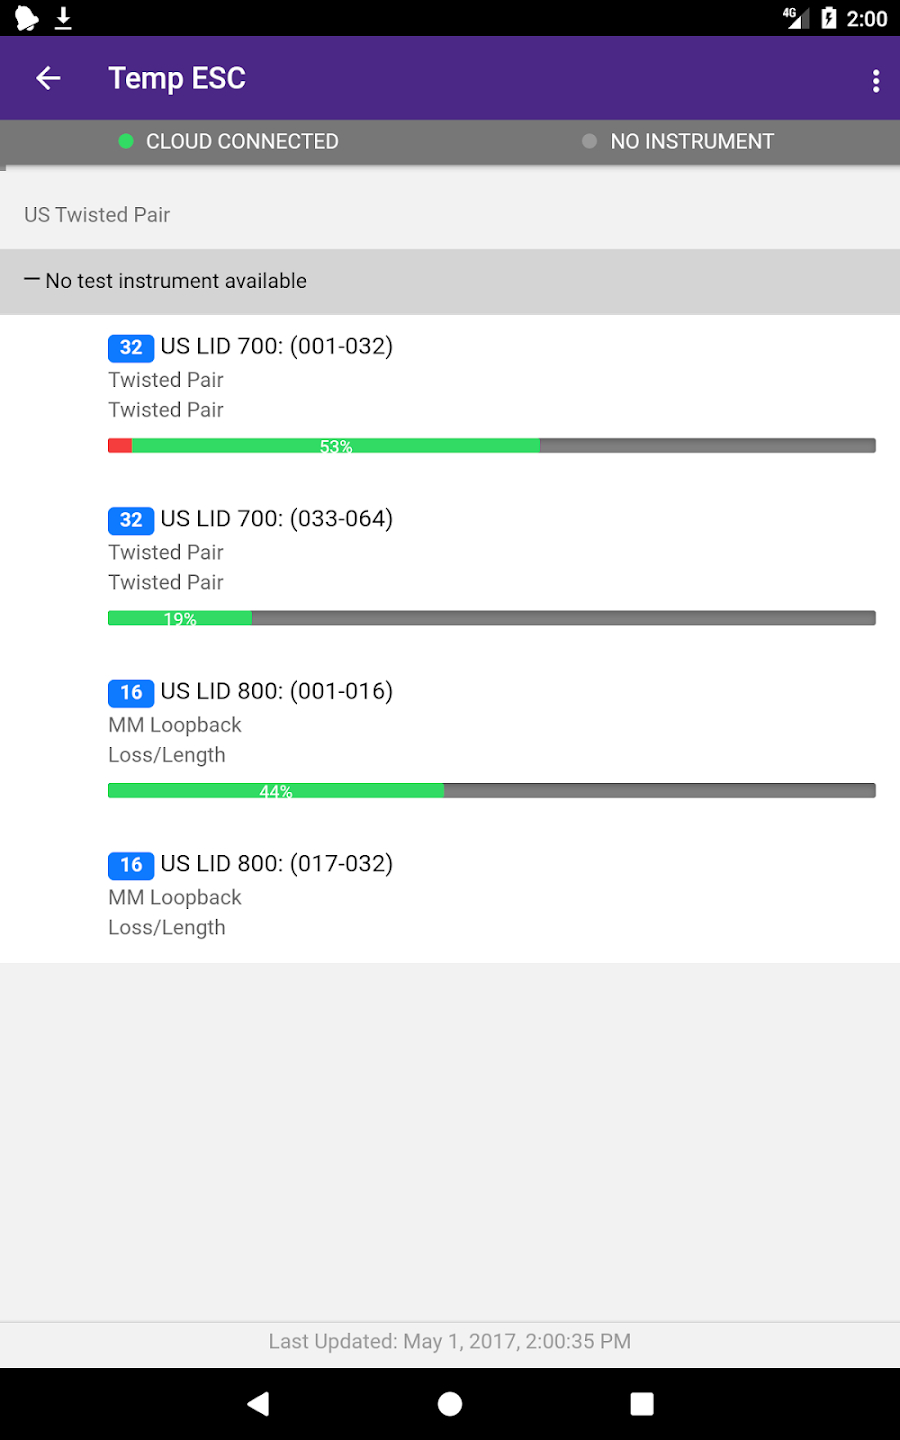 4G 2:00
Temp ESC
CLOUD CONNECTED NO INSTRUMENT
US Twisted Pair
– No test instrument available
32 US LID 700: (001-032)
Twisted Pair
Twisted Pair
53%
32 US LID 700: (033-064)
Twisted Pair
Twisted Pair
19%
16 US LID 800: (001-016)
MM Loopback
Loss/Length
44%
16 US LID 800: (017-032)
MM Loopback
Loss/Length
Last Updated: May 1, 2017, 2:00:35 PM